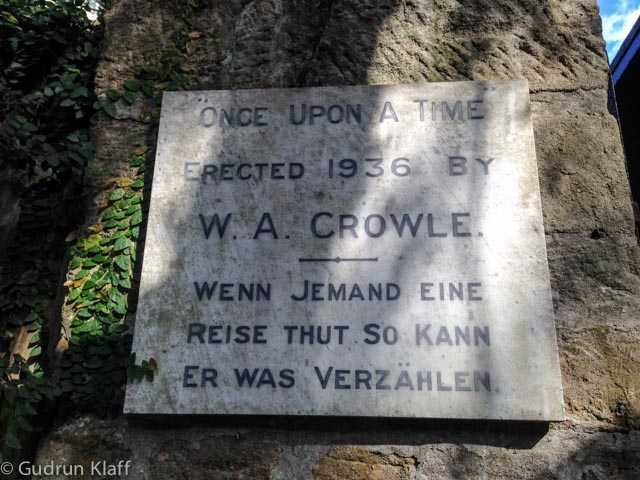 "ONCE UPON A TIME
ERECTED 1936 BY
W. A. CROWLE.
WENN JEMAND EINE
REISE THUT SO KANN
ER WAS VERZÄHLEN.
© Gudrun Klaff